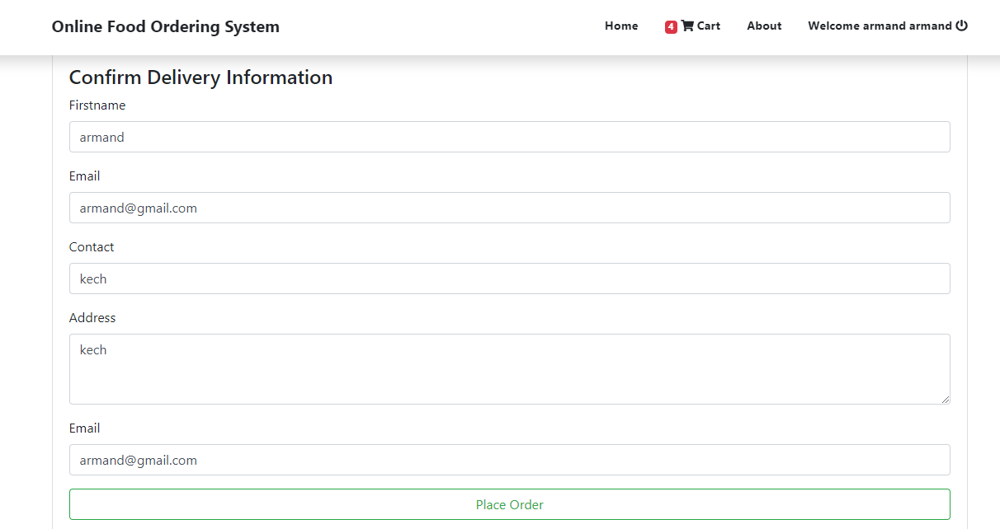 Online Food Ordering System
Home
4 Cart
About
Welcome armand armand
Confirm Delivery Information
Firstname
armand
Email
armand@gmail.com
Contact
kech
Address
kech
Email
armand@gmail.com
Place Order